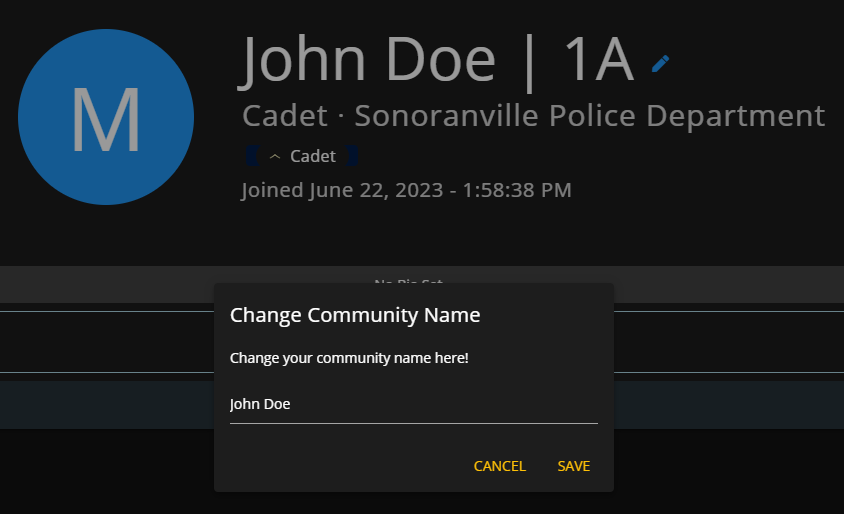 M
John Doe | 1A
Cadet · Sonoranville Police Department
Cadet
Joined June 22, 2023 - 1:58:38 PM
No Bio Set
Change Community Name
Change your community name here!
John Doe
CANCEL SAVE